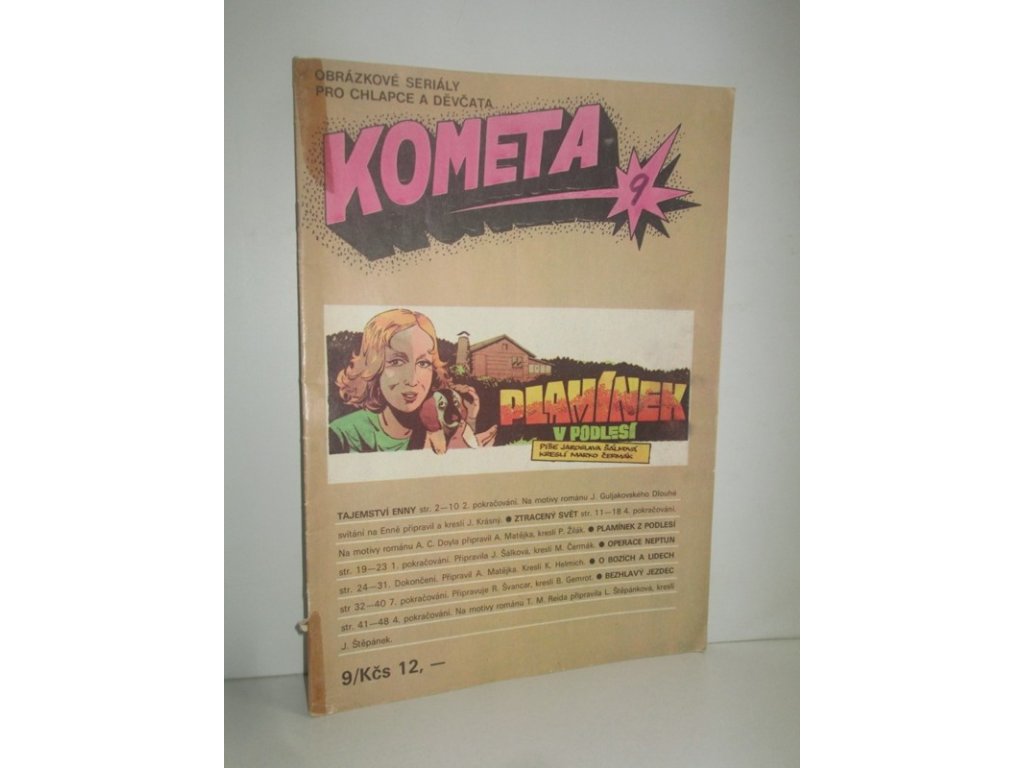 OBRÁZKOVÉ SERIÁLY
PRO CHLAPCE A DĚVČATA
KOMETA
9
PLAMÍNEK
V PODLESÍ
PÍŠE JAROSLAVA ŠÁLKOVÁ
KRESLÍ MARKO ČERMÁK
TAJEMSTVÍ ENNY str. 2—10 2. pokračování. Na motivy románu J. Guljakovského Dlouhé
svítání na Enně připravil a kreslí J. Krásný. ● ZTRACENÝ SVĚT str. 11—18 4. pokračování.
Na motivy románu A. C. Doyla připravil A. Matějka, kreslí P. Žilák. ● PLAMÍNEK Z PODLESÍ
str. 19—23 1. pokračování. Připravila J. Šálková, kreslí M. Čermák. ● OPERACE NEPTUN
str. 24—31. Dokončení. Připravil A. Matějka. Kreslí K. Helmich. ● O BOZÍCH A LIDECH
str 32—40 7. pokračování. Připravuje R. Švancar, kreslí B. Gemrot. ● BEZHLAVÝ JEZDEC
str. 41—48 4. pokračování. Na motivy románu T. M. Reida připravila L. Štěpánková, kreslí
J. Štěpánek.
9/Kčs 12, —